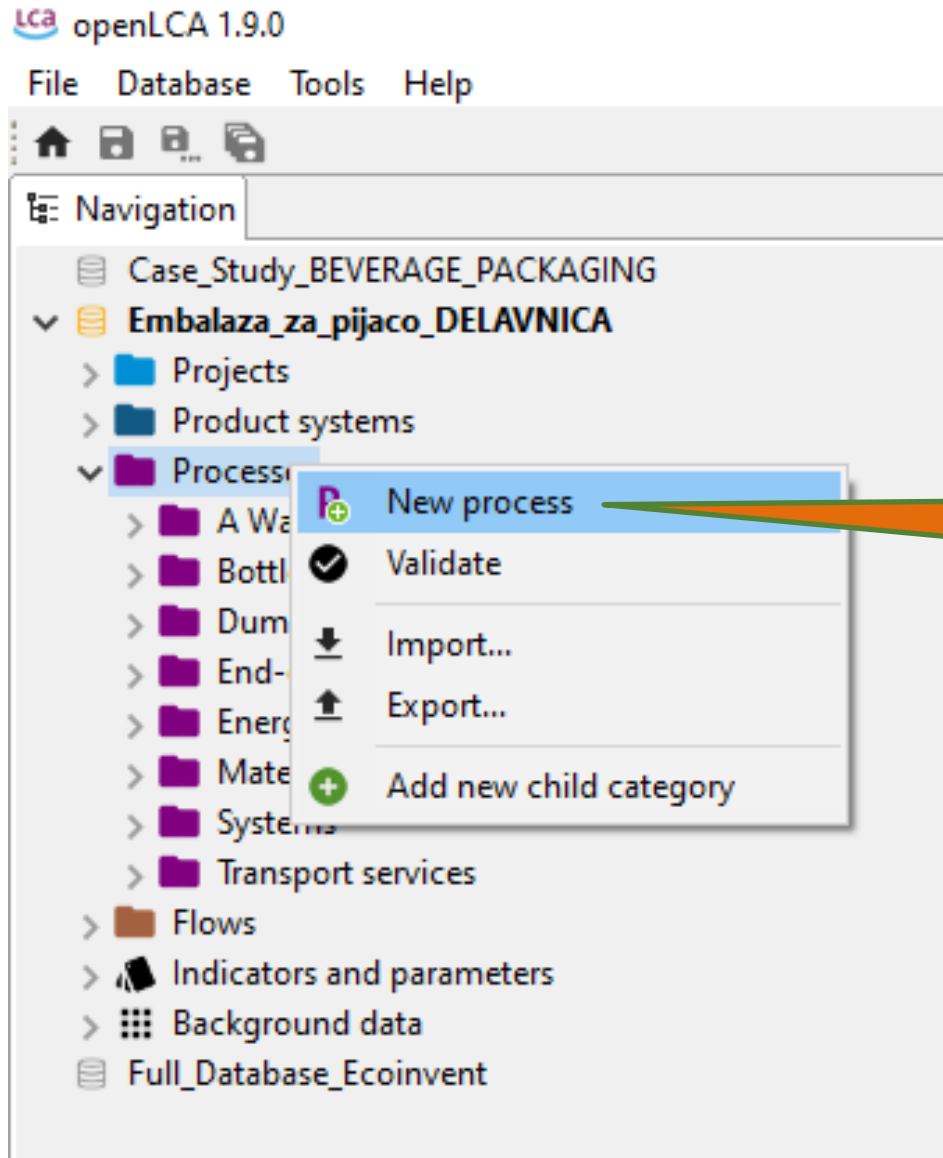 LCa openLCA 1.9.0
File Database Tools Help
Navigation
Case_Study_BEVERAGE_PACKAGING
Embalaza_za_pijaco_DELAVNICA
Projects
Product systems
New process
A
Validate
Import...
Export...
Add new child category
Transport services
Flows
Indicators and parameters
Background data
Full_Database_Ecoinvent